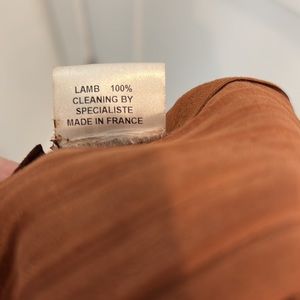 LAMB 100%
CLEANING BY
SPECIALISTE
MADE IN FRANCE